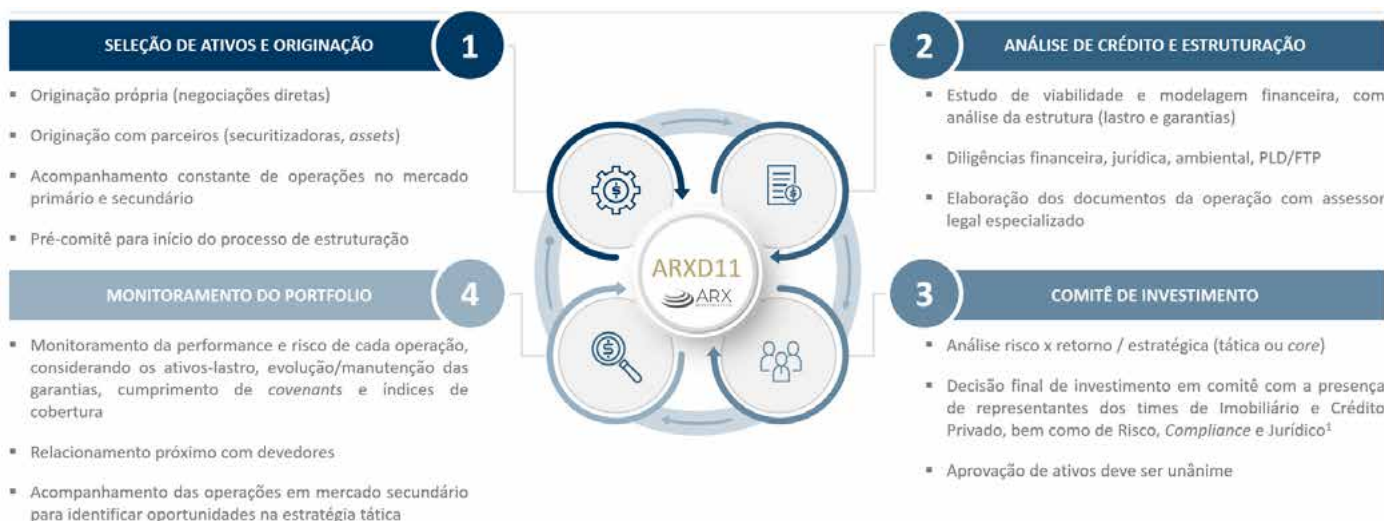 SELEÇÃO DE ATIVOS E ORIGINAÇÃO
1
▪ Originação própria (negociações diretas)
▪ Originação com parceiros (securitizadoras, assets)
▪ Acompanhamento constante de operações no mercado
primário e secundário
▪ Pré-comitê para início do processo de estruturação
2
ANÁLISE DE CRÉDITO E ESTRUTURAÇÃO
▪ Estudo de viabilidade e modelagem financeira, com
análise da estrutura (lastro e garantias)
▪ Diligências financeira, jurídica, ambiental, PLD/FTP
▪ Elaboração dos documentos da operação com assessor
legal especializado
ARXD11
ARX
3
COMITÊ DE INVESTIMENTO
▪ Análise risco x retorno / estratégica (tática ou core)
▪ Decisão final de investimento em comitê com a presença
de representantes dos times de Imobiliário e Crédito
Privado, bem como de Risco, Compliance e Jurídico¹
▪ Aprovação de ativos deve ser unânime
MONITORAMENTO DO PORTFOLIO
4
▪ Monitoramento da performance e risco de cada operação,
considerando os ativos-lastro, evolução/manutenção das
garantias, cumprimento de covenants e índices de
cobertura
▪ Relacionamento próximo com devedores
▪ Acompanhamento das operações em mercado secundário
para identificar oportunidades na estratégia tática